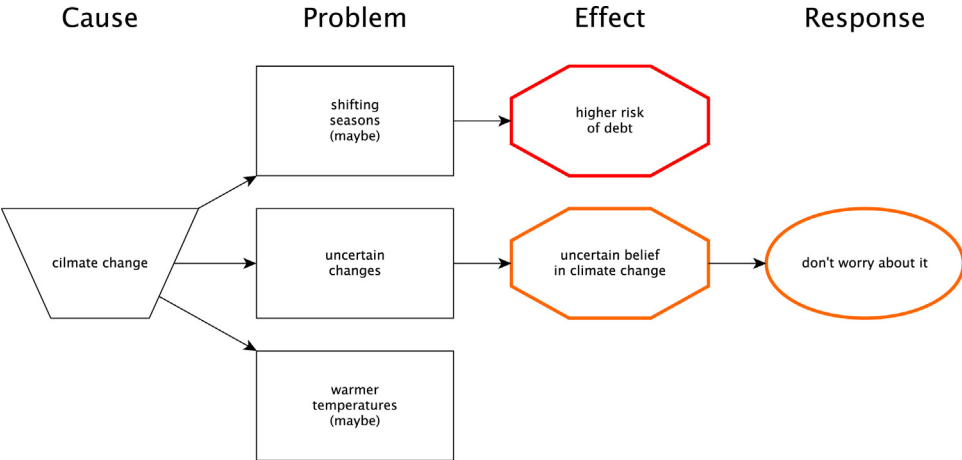 Cause
Problem
Effect
Response
shifting
seasons
(maybe)
higher risk
of debt
cilmate change
uncertain
changes
uncertain belief
in climate change
don't worry about it
warmer
temperatures
(maybe)